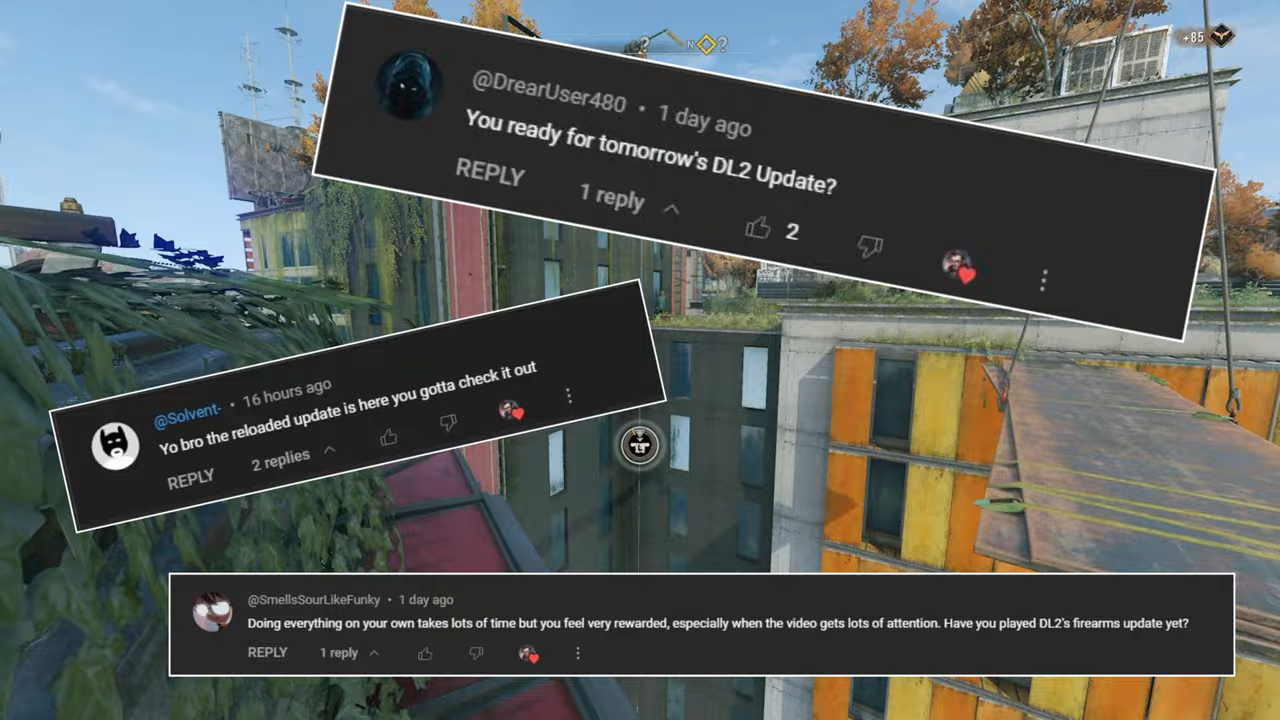 +85
? N ?
@DrearUser480 • 1 day ago
You ready for tomorrow's DL2 Update?
REPLY 1 reply 2
@Solvent- • 16 hours ago
Yo bro the reloaded update is here you gotta check it out
REPLY 2 replies
@SmellsSourLikeFunky • 1 day ago
Doing everything on your own takes lots of time but you feel very rewarded, especially when the video gets lots of attention. Have you played DL2's firearms update yet?
REPLY 1 reply